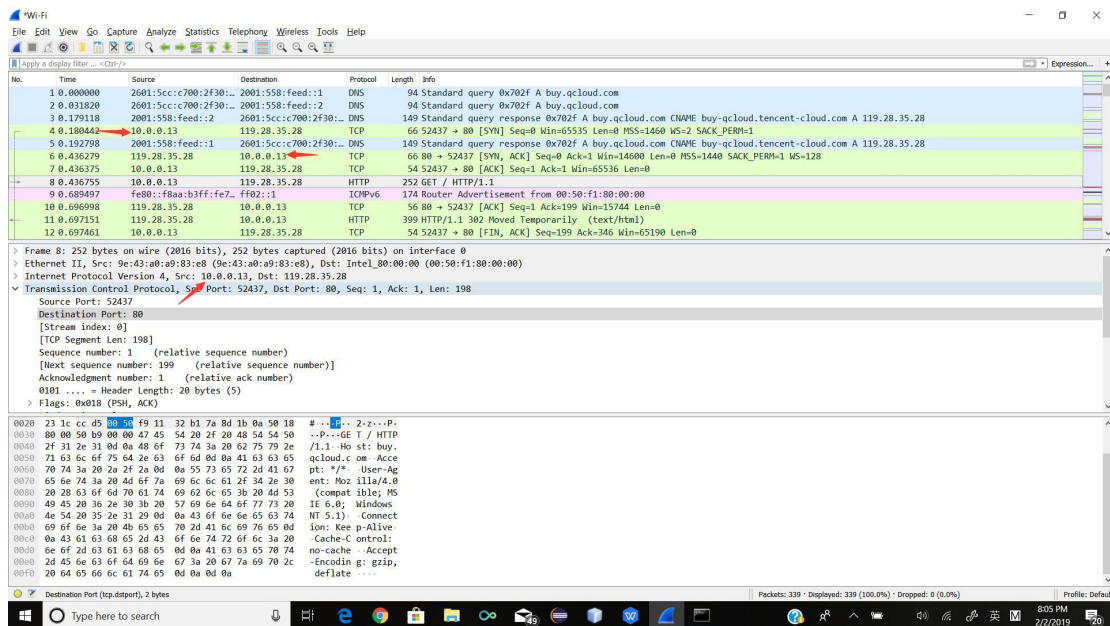 *Wi-Fi
File Edit View Go Capture Analyze Statistics Telephony Wireless Tools Help
Apply a display filter ... <Ctrl-/> Expression... +
No. Time Source Destination Protocol Length Info
1 0.000000 2601:5cc:c700:2f30:… 2001:558:feed::1 DNS 94 Standard query 0x702f A buy.qcloud.com
2 0.031820 2601:5cc:c700:2f30:… 2001:558:feed::2 DNS 94 Standard query 0x702f A buy.qcloud.com
3 0.179118 2001:558:feed::2 2601:5cc:c700:2f30:… DNS 149 Standard query response 0x702f A buy.qcloud.com CNAME buy-qcloud.tencent-cloud.com A 119.28.35.28
4 0.180442 10.0.0.13 119.28.35.28 TCP 66 52437 → 80 [SYN] Seq=0 Win=65535 Len=0 MSS=1460 WS=2 SACK_PERM=1
5 0.192798 2001:558:feed::1 2601:5cc:c700:2f30:… DNS 149 Standard query response 0x702f A buy.qcloud.com CNAME buy-qcloud.tencent-cloud.com A 119.28.35.28
6 0.436279 119.28.35.28 10.0.0.13 TCP 66 80 → 52437 [SYN, ACK] Seq=0 Ack=1 Win=14600 Len=0 MSS=1440 SACK_PERM=1 WS=128
7 0.436375 10.0.0.13 119.28.35.28 TCP 54 52437 → 80 [ACK] Seq=1 Ack=1 Win=65536 Len=0
8 0.436755 10.0.0.13 119.28.35.28 HTTP 252 GET / HTTP/1.1
9 0.689497 fe80::f8aa:b3ff:fe7… ff02::1 ICMPv6 174 Router Advertisement from 00:50:f1:80:00:00
10 0.696998 119.28.35.28 10.0.0.13 TCP 56 80 → 52437 [ACK] Seq=1 Ack=199 Win=15744 Len=0
11 0.697151 119.28.35.28 10.0.0.13 HTTP 399 HTTP/1.1 302 Moved Temporarily (text/html)
12 0.697461 10.0.0.13 119.28.35.28 TCP 54 52437 → 80 [FIN, ACK] Seq=199 Ack=346 Win=65190 Len=0
Frame 8: 252 bytes on wire (2016 bits), 252 bytes captured (2016 bits) on interface 0
Ethernet II, Src: 9e:43:a0:a9:83:e8 (9e:43:a0:a9:83:e8), Dst: Intel_80:00:00 (00:50:f1:80:00:00)
Internet Protocol Version 4, Src: 10.0.0.13, Dst: 119.28.35.28
Transmission Control Protocol, Src Port: 52437, Dst Port: 80, Seq: 1, Ack: 1, Len: 198
Source Port: 52437
Destination Port: 80
[Stream index: 0]
[TCP Segment Len: 198]
Sequence number: 1 (relative sequence number)
[Next sequence number: 199 (relative sequence number)]
Acknowledgment number: 1 (relative ack number)
0101 .... = Header Length: 20 bytes (5)
Flags: 0x018 (PSH, ACK)
0020 23 1c cc d5 00 50 f9 11 32 b1 7a 8d 1b 0a 50 18 #····P·· 2·z···P·
0030 80 00 50 b9 00 00 47 45 54 20 2f 20 48 54 54 50 ··P···GE T / HTTP
0040 2f 31 2e 31 0d 0a 48 6f 73 74 3a 20 62 75 79 2e /1.1··Ho st: buy.
0050 71 63 6c 6f 75 64 2e 63 6f 6d 0d 0a 41 63 63 65 qcloud.c om··Acce
0060 70 74 3a 20 2a 2f 2a 0d 0a 55 73 65 72 2d 41 67 pt: */*· ·User-Ag
0070 65 6e 74 3a 20 4d 6f 7a 69 6c 6c 61 2f 34 2e 30 ent: Moz illa/4.0
0080 20 28 63 6f 6d 70 61 74 69 62 6c 65 3b 20 4d 53 (compat ible; MS
0090 49 45 20 36 2e 30 3b 20 57 69 6e 64 6f 77 73 20 IE 6.0; Windows
00a0 4e 54 20 35 2e 31 29 0d 0a 43 6f 6e 6e 65 63 74 NT 5.1)· ·Connect
00b0 69 6f 6e 3a 20 4b 65 65 70 2d 41 6c 69 76 65 0d ion: Kee p-Alive·
00c0 0a 43 61 63 68 65 2d 43 6f 6e 74 72 6f 6c 3a 20 ·Cache-C ontrol:
00d0 6e 6f 2d 63 61 63 68 65 0d 0a 41 63 63 65 70 74 no-cache ··Accept
00e0 2d 45 6e 63 6f 64 69 6e 67 3a 20 67 7a 69 70 2c -Encodin g: gzip,
00f0 20 64 65 66 6c 61 74 65 0d 0a 0d 0a deflate ····
Destination Port (tcp.dstport), 2 bytes Packets: 339 · Displayed: 339 (100.0%) · Dropped: 0 (0.0%) Profile: Defaul
Type here to search 49 英 M 8:05 PM
2/2/2019 20